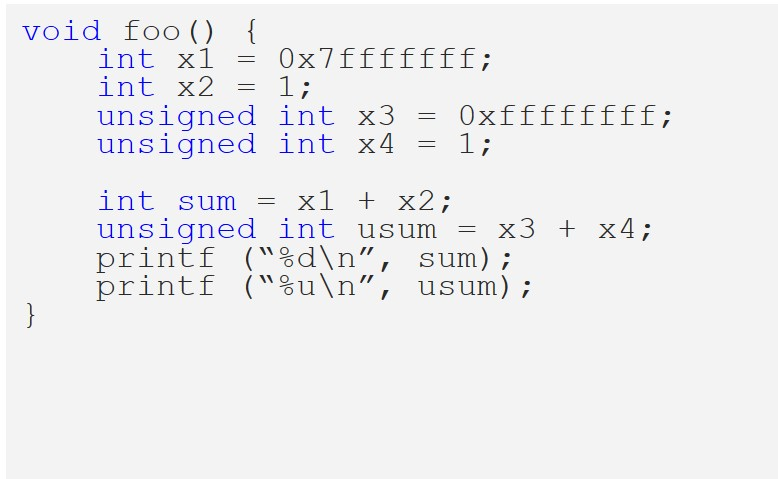 void foo() {
    int x1 = 0x7fffffff;
    int x2 = 1;
    unsigned int x3 = 0xffffffff;
    unsigned int x4 = 1;

    int sum = x1 + x2;
    unsigned int usum = x3 + x4;
    printf (“%d\n”, sum);
    printf (“%u\n”, usum);
}